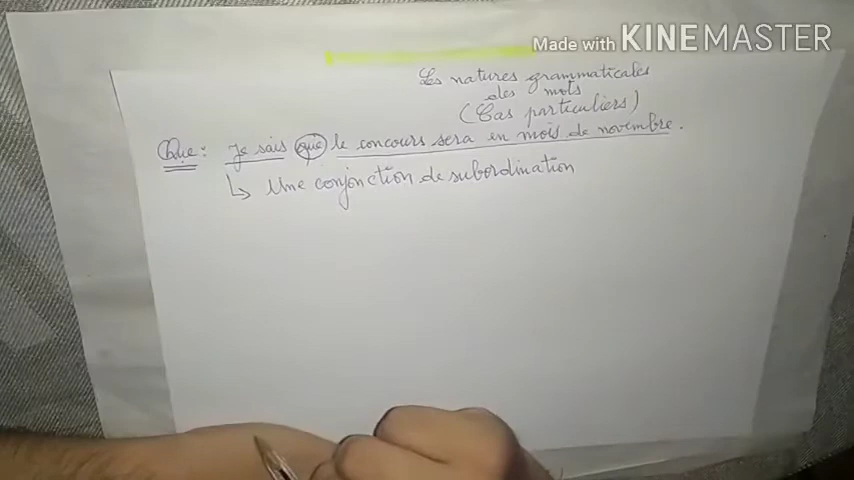 Made with KINEMASTER
Les natures grammaticales
des mots
(Cas particuliers)
Que : Je sais que le concours sera en mois de novembre.
↳ Une conjonction de subordination